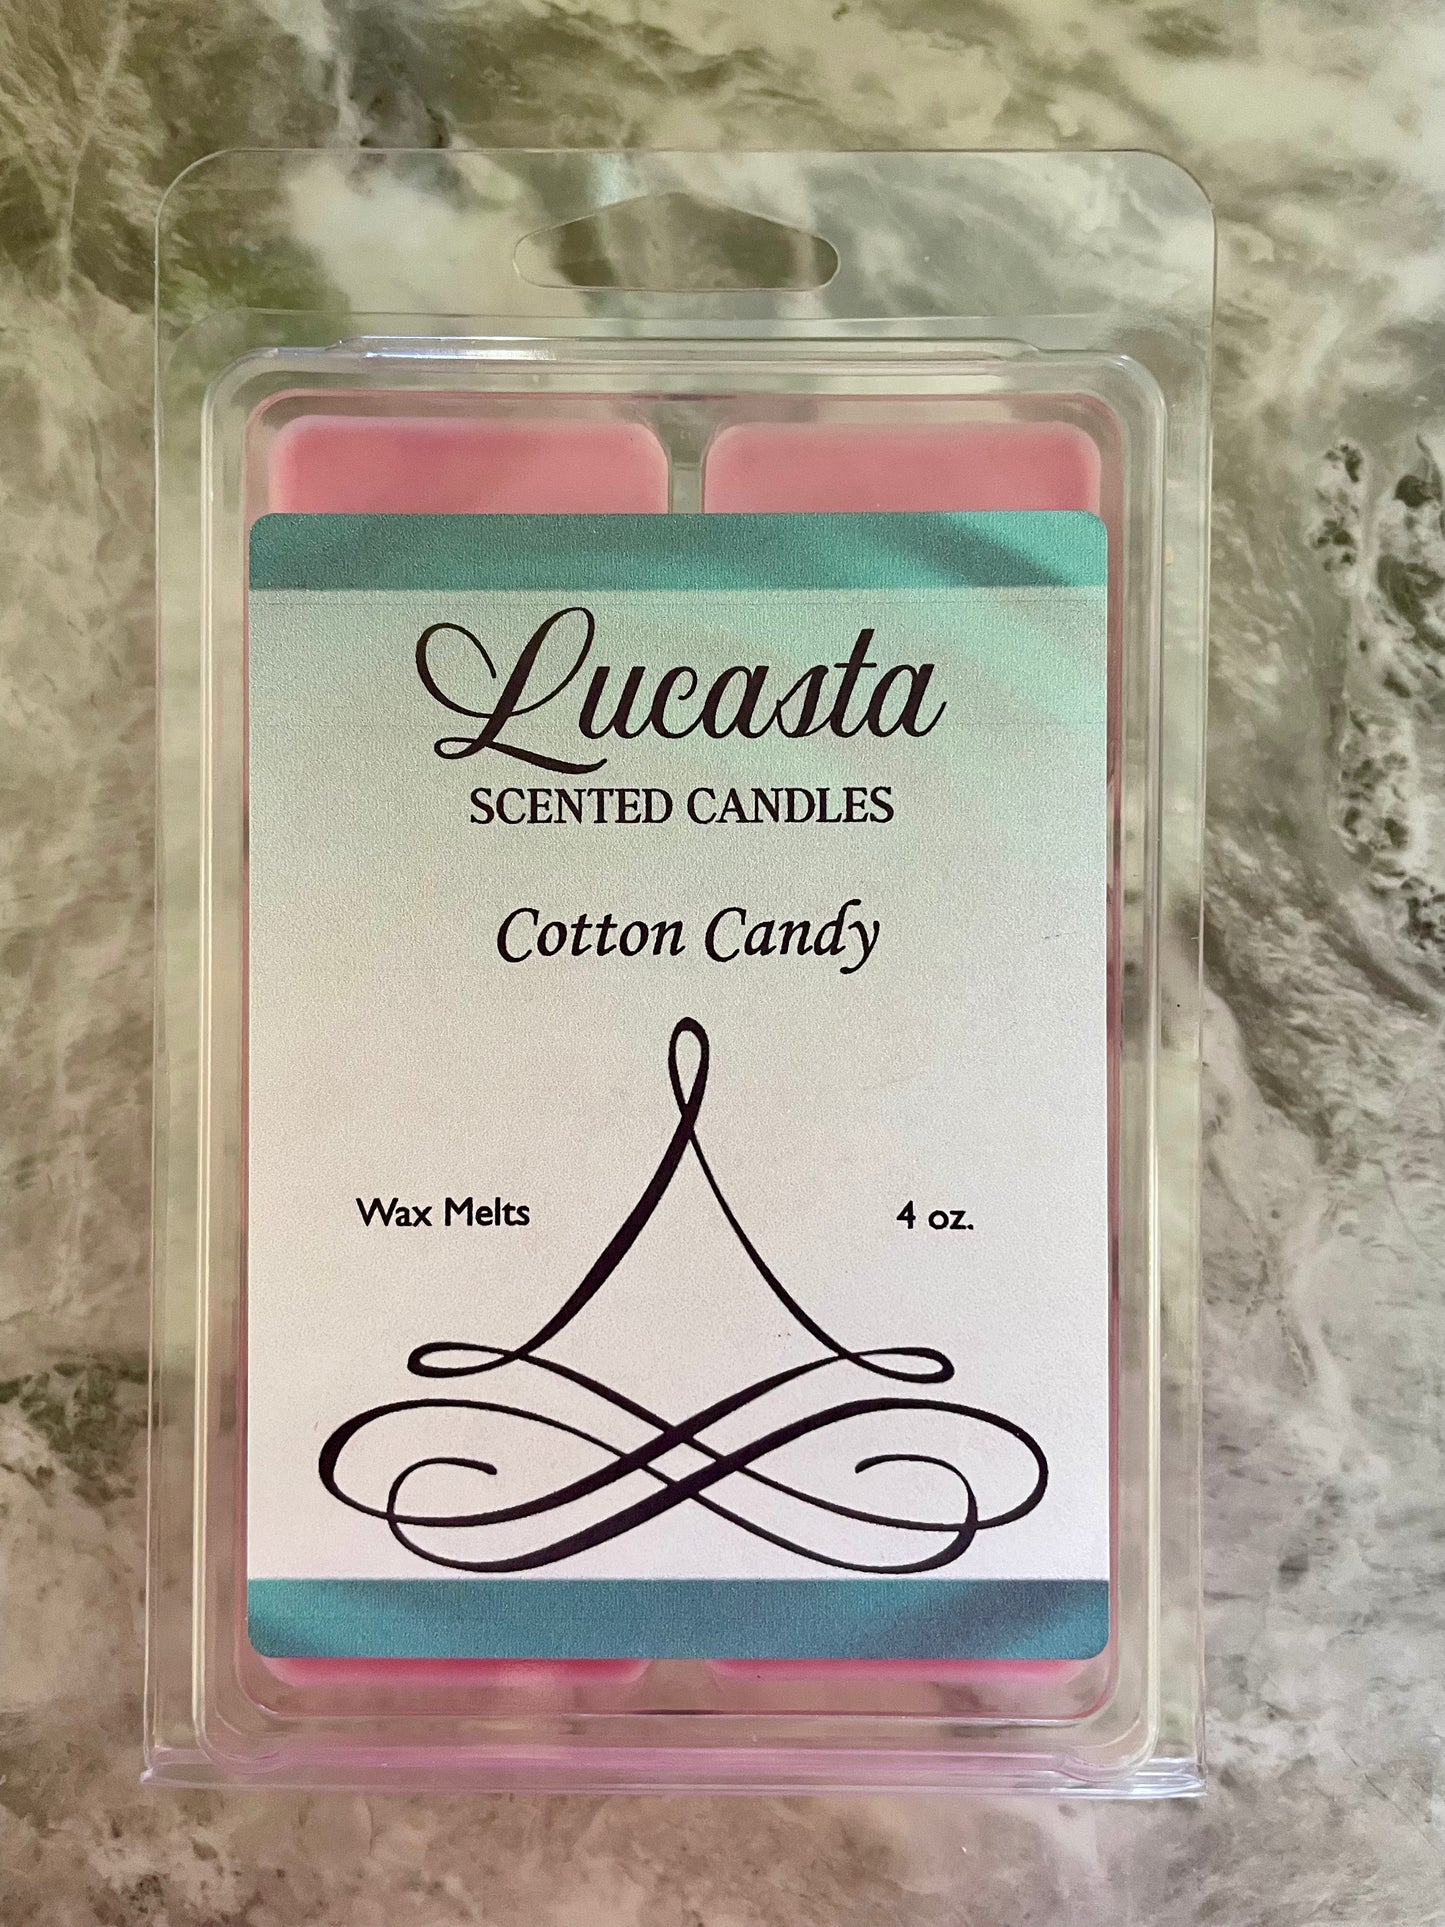 Lucasta
SCENTED CANDLES
Cotton Candy
Wax Melts 4 oz.